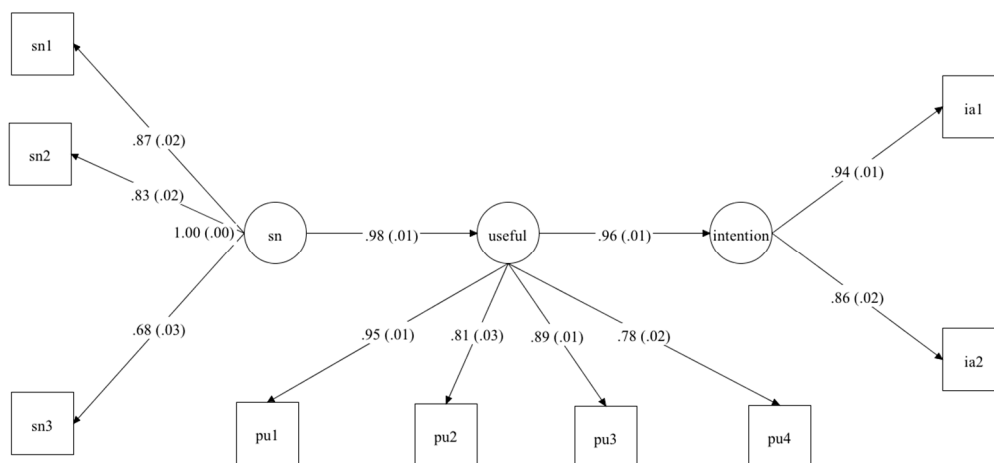 sn1
ia1
.87 (.02)
sn2
.94 (.01)
.83 (.02)
1.00 (.00)
sn
.98 (.01)
useful
.96 (.01)
intention
.86 (.02)
.68 (.03)
.95 (.01)
.81 (.03)
.89 (.01)
.78 (.02)
ia2
sn3
pu1
pu2
pu3
pu4